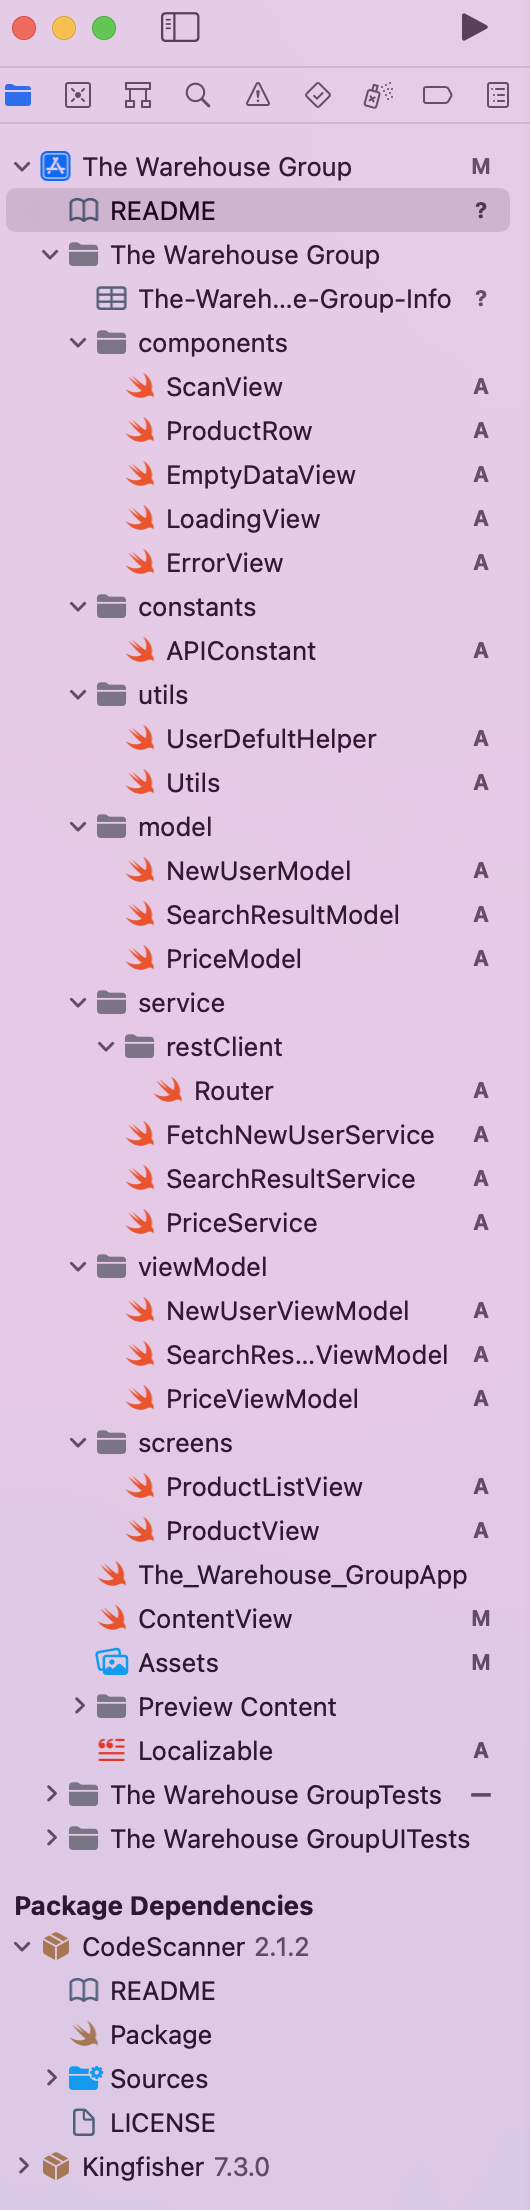 The Warehouse Group M
README ?
The Warehouse Group
The-Wareh...e-Group-Info ?
components
ScanView A
ProductRow A
EmptyDataView A
LoadingView A
ErrorView A
constants
APIConstant A
utils
UserDefultHelper A
Utils A
model
NewUserModel A
SearchResultModel A
PriceModel A
service
restClient
Router A
FetchNewUserService A
SearchResultService A
PriceService A
viewModel
NewUserViewModel A
SearchRes...ViewModel A
PriceViewModel A
screens
ProductListView A
ProductView A
The_Warehouse_GroupApp
ContentView M
Assets M
Preview Content
Localizable A
The Warehouse GroupTests
The Warehouse GroupUITests
Package Dependencies
CodeScanner 2.1.2
README
Package
Sources
LICENSE
Kingfisher 7.3.0